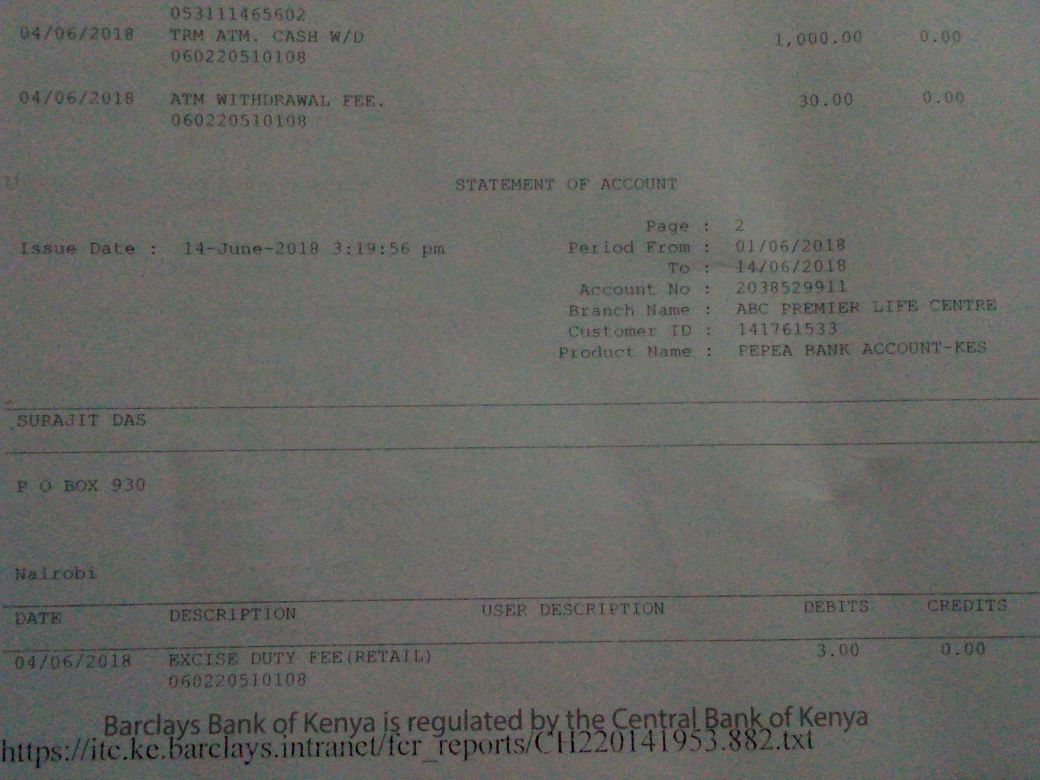 053111465602
04/06/2018 TRM ATM. CASH W/D 1,000.00 0.00
060220510108
04/06/2018 ATM WITHDRAWAL FEE. 30.00 0.00
060220510108
STATEMENT OF ACCOUNT
Page : 2
Issue Date : 14-June-2018 3:19:56 pm Period From : 01/06/2018
To : 14/06/2018
Account No : 2038529911
Branch Name : ABC PREMIER LIFE CENTRE
Customer ID : 141761533
Product Name : PEPEA BANK ACCOUNT-KES
SURAJIT DAS
P O BOX 930
Nairobi
DATE DESCRIPTION USER DESCRIPTION DEBITS CREDITS
04/06/2018 EXCISE DUTY FEE(RETAIL) 3.00 0.00
060220510108
Barclays Bank of Kenya is regulated by the Central Bank of Kenya
https://itc.ke.barclays.intranet/fcr_reports/CH220141953.882.txt